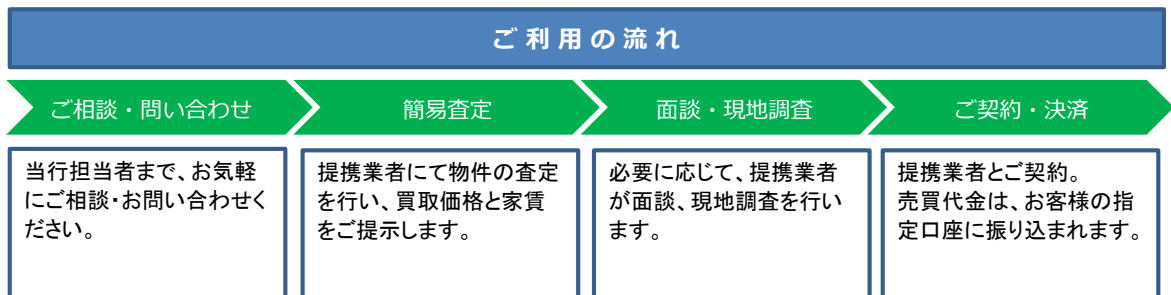 ご利用の流れ
ご相談・問い合わせ
簡易査定
面談・現地調査
ご契約・決済
当行担当者まで、お気軽
にご相談・お問い合わせく
ださい。
提携業者にて物件の査定
を行い、買取価格と家賃
をご提示します。
必要に応じて、提携業者
が面談、現地調査を行い
ます。
提携業者とご契約。
売買代金は、お客様の指
定口座に振り込まれます。